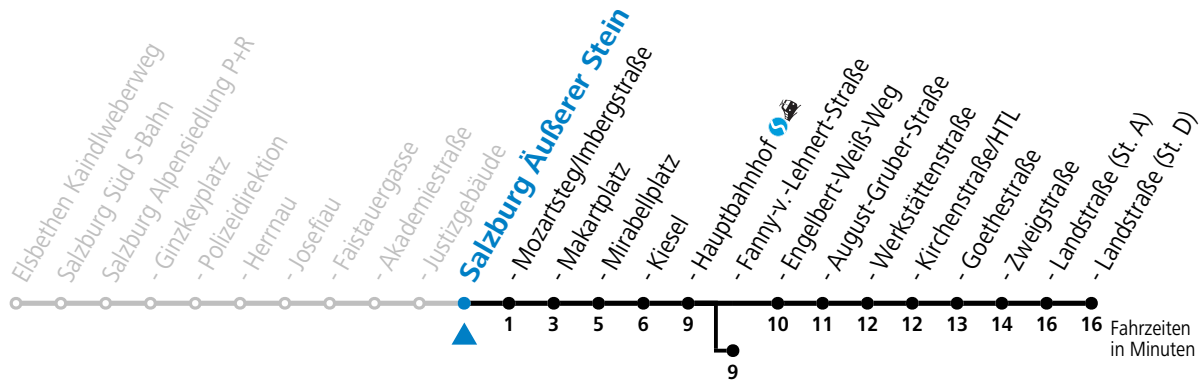 Elsbethen Kaindlweberweg
Salzburg Süd S-Bahn
Salzburg Alpensiedlung P+R
- Ginzkeyplatz
- Polizeidirektion
- Herrnau
- Josefiau
- Faistauergasse
- Akademiestraße
- Justizgebäude
Salzburg Äußerer Stein
- Mozartsteg/Imbergstraße
- Makartplatz
- Mirabellplatz
- Kiesel
- Hauptbahnhof
- Fanny-v.-Lehnert-Straße
- Engelbert-Weiß-Weg
- August-Gruber-Straße
- Werkstättenstraße
- Kirchenstraße/HTL
- Goethestraße
- Zweigstraße
- Landstraße (St. A)
- Landstraße (St. D)
1 3 5 6 9 10 11 12 12 13 14 16 16
Fahrzeiten
in Minuten
9